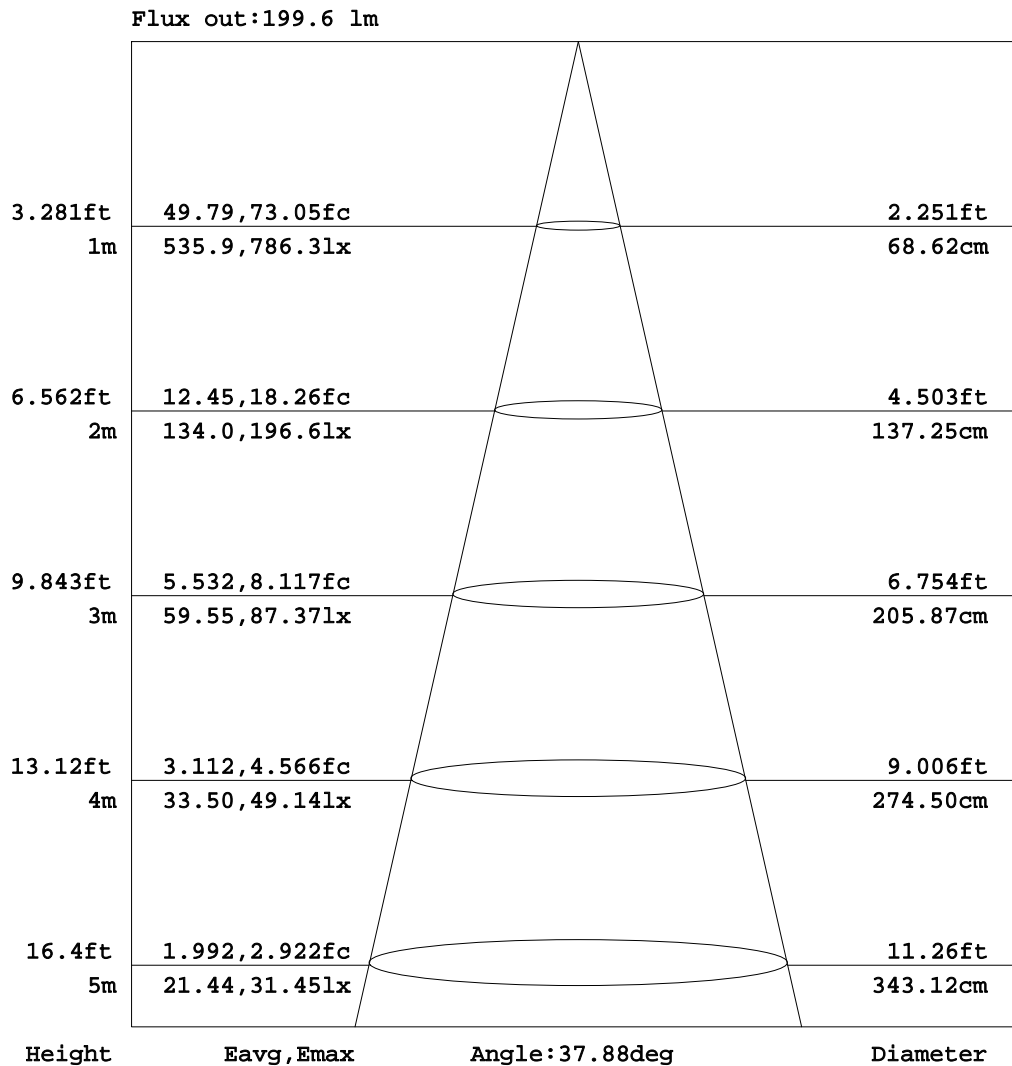 Flux out:199.6 lm
3.281ft 49.79,73.05fc 2.251ft
1m 535.9,786.3lx 68.62cm
6.562ft 12.45,18.26fc 4.503ft
2m 134.0,196.6lx 137.25cm
9.843ft 5.532,8.117fc 6.754ft
3m 59.55,87.37lx 205.87cm
13.12ft 3.112,4.566fc 9.006ft
4m 33.50,49.14lx 274.50cm
16.4ft 1.992,2.922fc 11.26ft
5m 21.44,31.45lx 343.12cm
Height Eavg,Emax Angle:37.88deg Diameter